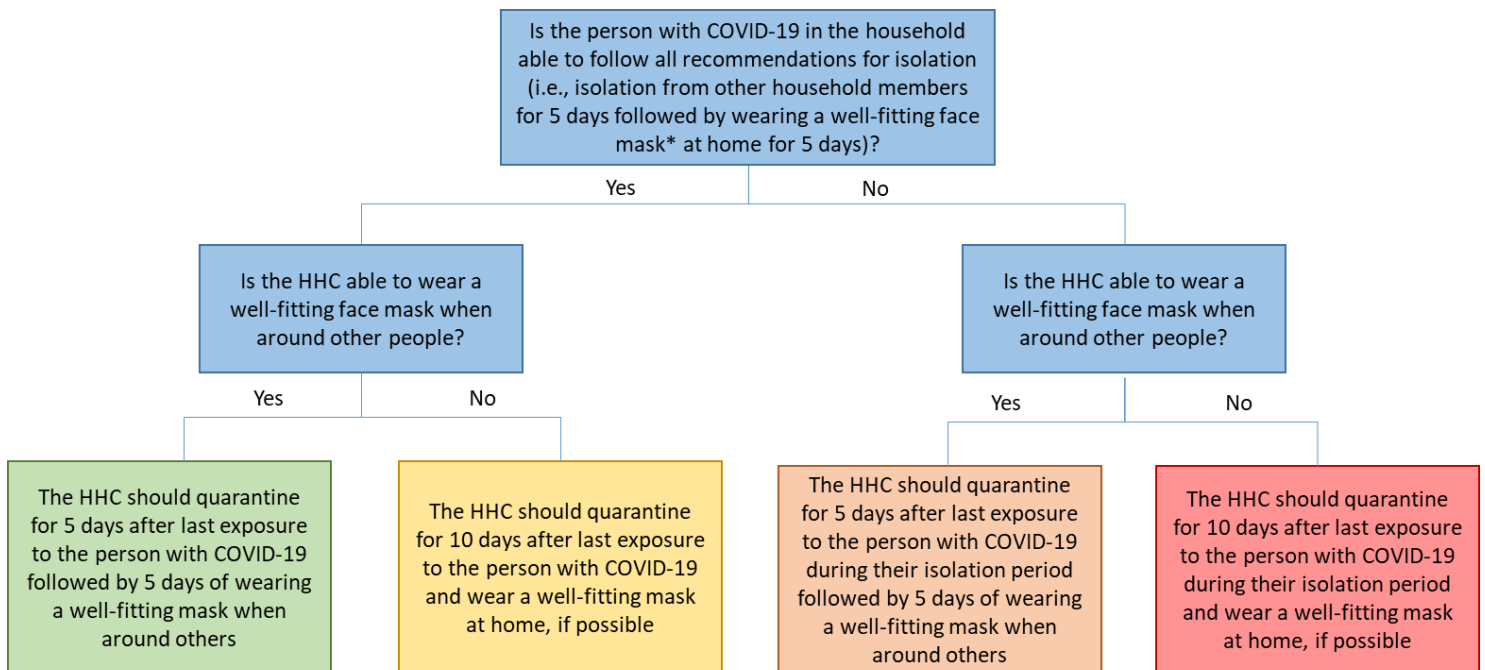 Is the person with COVID-19 in the household
able to follow all recommendations for isolation
(i.e., isolation from other household members
for 5 days followed by wearing a well-fitting face
mask* at home for 5 days)?
Yes
No
Is the HHC able to wear a
well-fitting face mask when
around other people?
Is the HHC able to wear a
well-fitting face mask when
around other people?
Yes
No
Yes
No
The HHC should quarantine
for 5 days after last exposure
to the person with COVID-19
followed by 5 days of wearing
a well-fitting mask when
around others
The HHC should quarantine
for 10 days after last exposure
to the person with COVID-19
and wear a well-fitting mask
at home, if possible
The HHC should quarantine
for 5 days after last exposure
to the person with COVID-19
during their isolation period
followed by 5 days of wearing
a well-fitting mask when
around others
The HHC should quarantine
for 10 days after last exposure
to the person with COVID-19
during their isolation period
and wear a well-fitting mask
at home, if possible